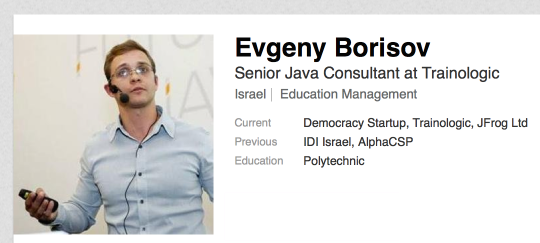 Evgeny Borisov
Senior Java Consultant at Trainologic
Israel | Education Management
Current Democracy Startup, Trainologic, JFrog Ltd
Previous IDI Israel, AlphaCSP
Education Polytechnic